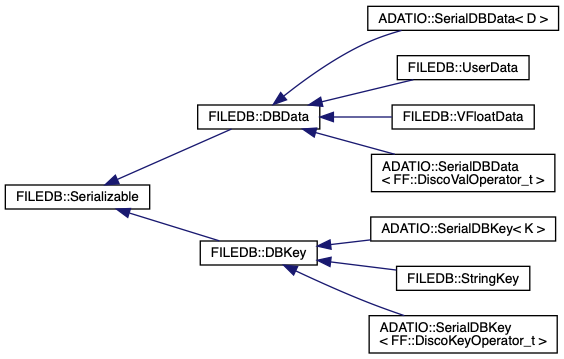 ADATIO::SerialDBData< D >
FILEDB::UserData
FILEDB::DBData
FILEDB::VFloatData
ADATIO::SerialDBData
< FF::DiscoValOperator_t >
FILEDB::Serializable
ADATIO::SerialDBKey< K >
FILEDB::DBKey
FILEDB::StringKey
ADATIO::SerialDBKey
< FF::DiscoKeyOperator_t >